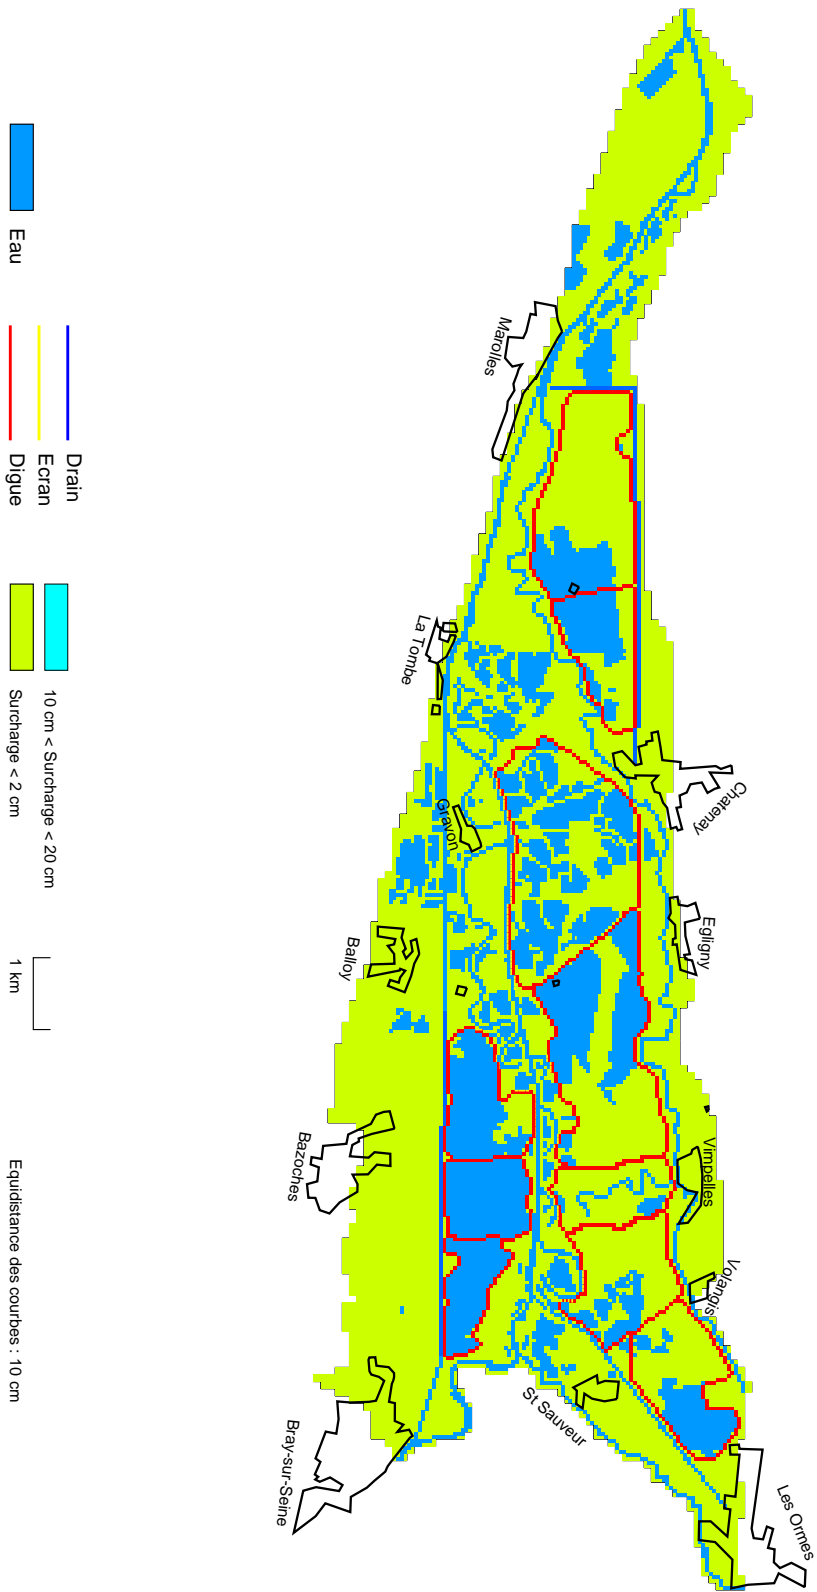 Marolles
La Tombe
Gravon
Chatenay
Egligny
Balloy
Bazoches
Vimpelles
Volangis
St Sauveur
Bray-sur-Seine
Les Ormes
Eau
Drain
Ecran
Digue
10 cm < Surcharge < 20 cm
Surcharge < 2 cm
1 km
Equidistance des courbes : 10 cm